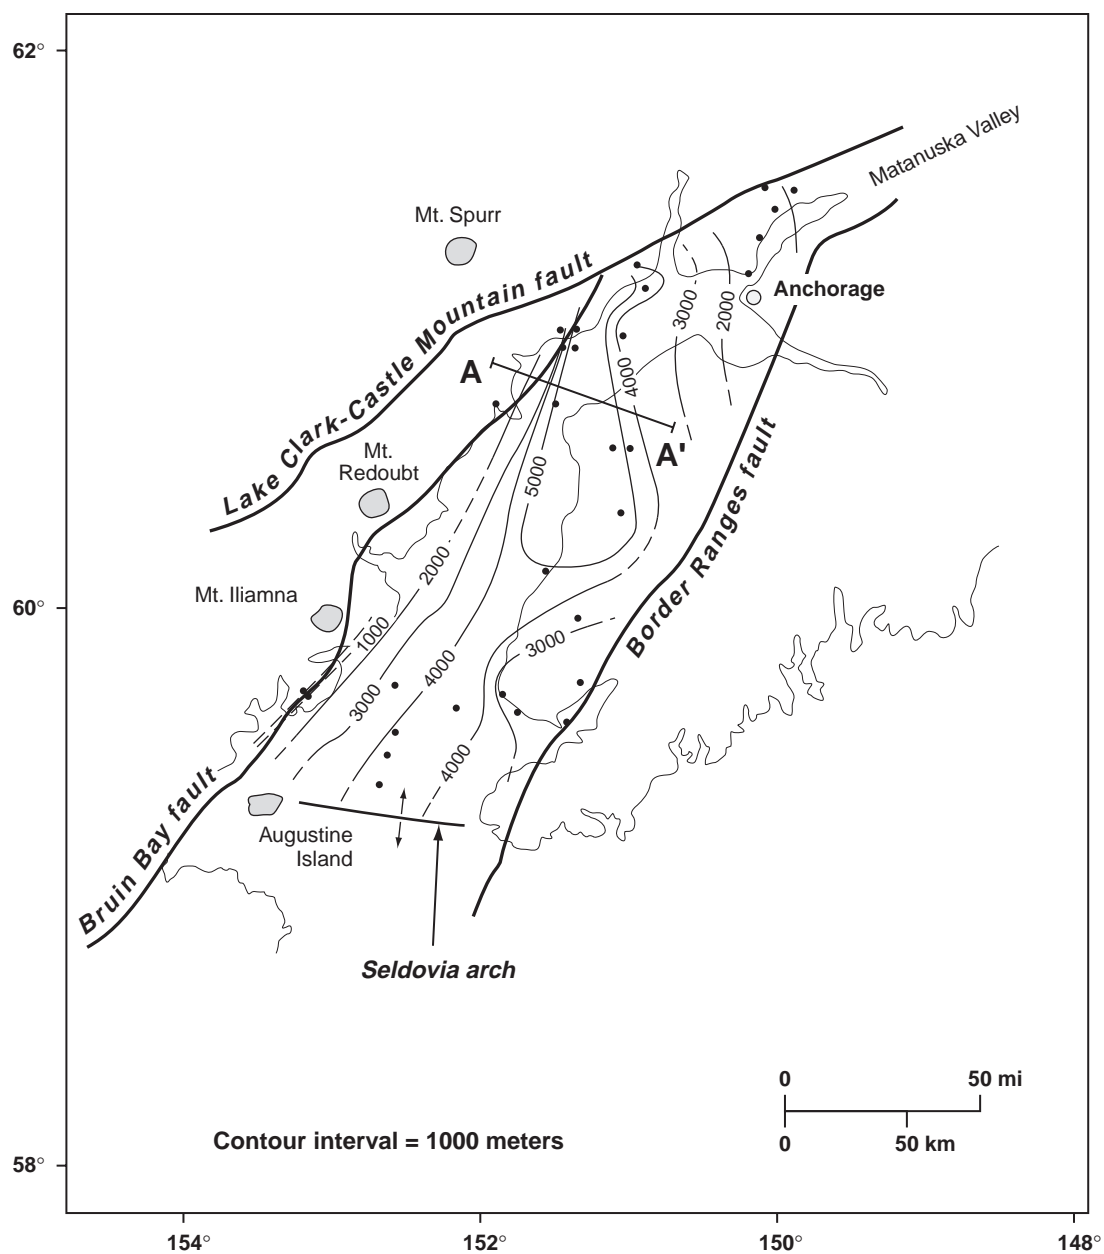 62°
Matanuska Valley
Mt. Spurr
Lake Clark-Castle Mountain fault
Anchorage
3000
2000
4000
A
A'
5000
Mt.
Redoubt
Border Ranges fault
2000
Mt. Iliamna
60°
1000
3000
4000
3000
4000
Bruin Bay fault
Augustine
Island
Seldovia arch
0
50 mi
0
50 km
Contour interval = 1000 meters
58°
154°
152°
150°
148°